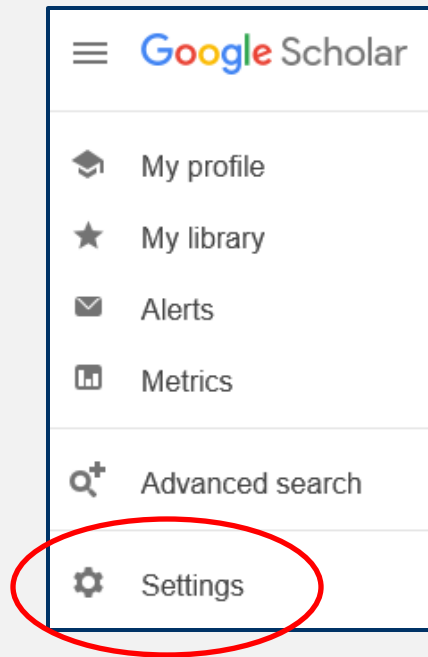 Google Scholar
My profile
My library
Alerts
Metrics
Advanced search
Settings